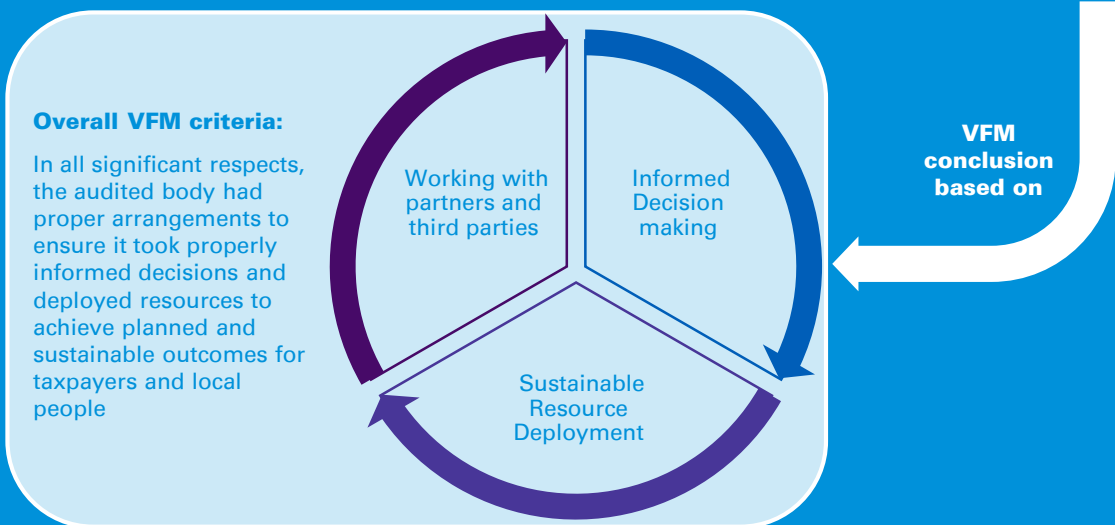 Overall VFM criteria:
In all significant respects,
the audited body had
proper arrangements to
ensure it took properly
informed decisions and
deployed resources to
achieve planned and
sustainable outcomes for
taxpayers and local
people
Working with
partners and
third parties
Informed
Decision
making
Sustainable
Resource
Deployment
VFM
conclusion
based on